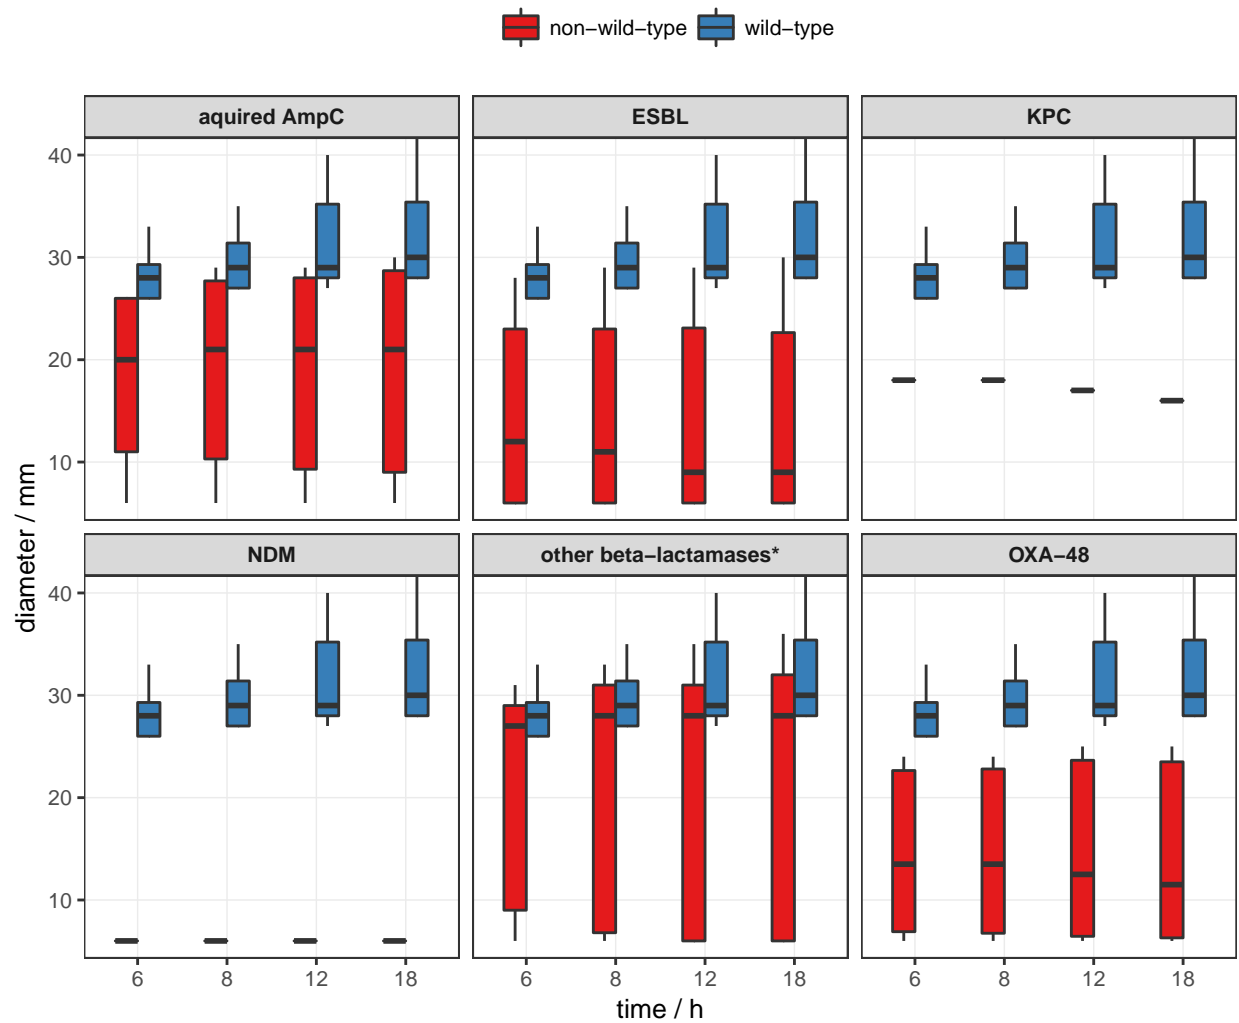 non−wild−type wild−type
aquired AmpC ESBL KPC
40
30
20
10
diameter / mm
NDM other beta−lactamases* OXA−48
40
30
20
10
6 8 12 18 6 8 12 18 6 8 12 18
time / h